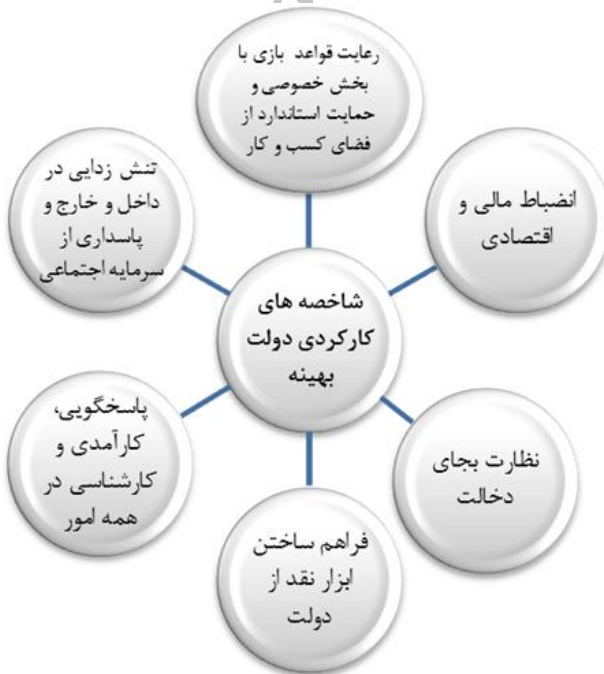 رعایت قواعد بازی با
بخش خصوصی و
حمایت استاندارد از
فضای کسب و کار
انضباط مالی و
اقتصادی
نظارت بجای
دخالت
فراهم ساختن
ابزار نقد از
دولت
پاسخگویی،
کارآمدی و
کارشناسی در
همه امور
تنش زدایی در
داخل و خارج و
پاسداری از
سرمایه اجتماعی
شاخصه های
کارکردی دولت
بهینه